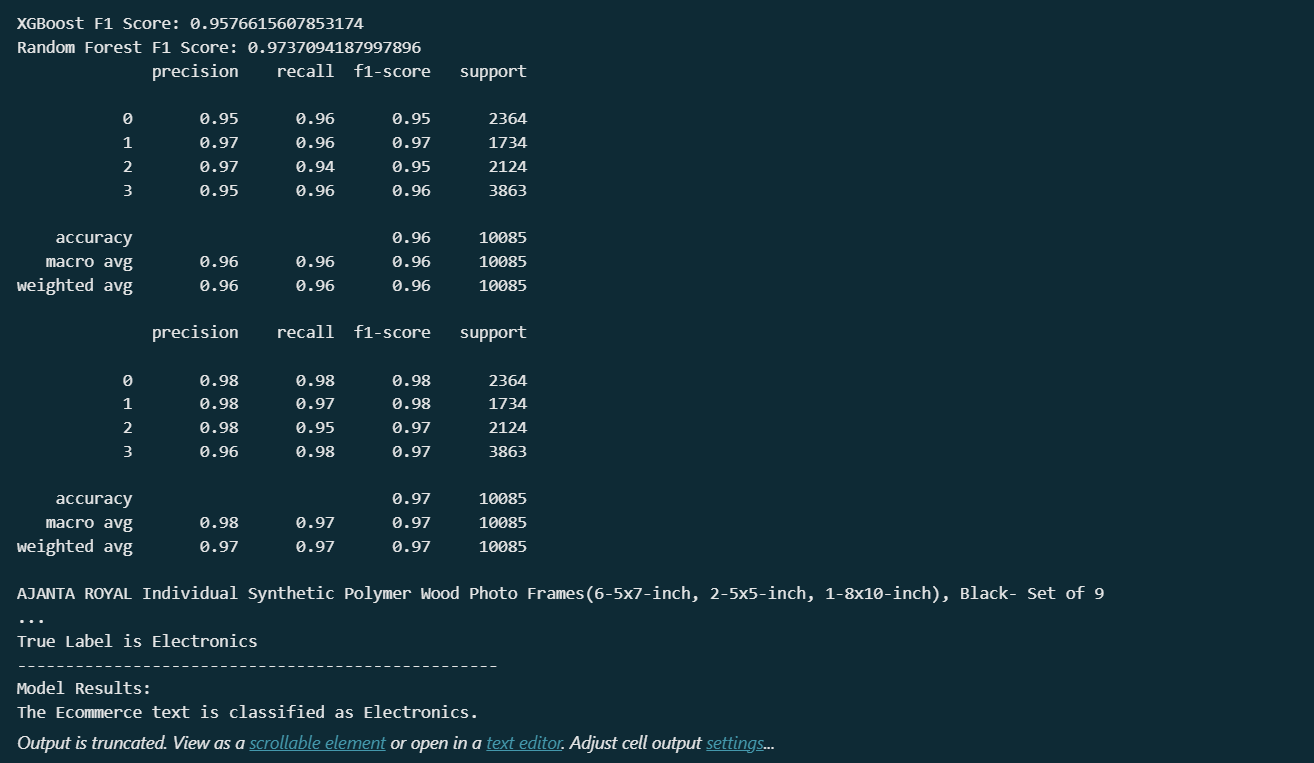 XGBoost F1 Score: 0.9576615607853174
Random Forest F1 Score: 0.9737094187997896
precision recall f1-score support
0 0.95 0.96 0.95 2364
1 0.97 0.96 0.97 1734
2 0.97 0.94 0.95 2124
3 0.95 0.96 0.96 3863
accuracy 0.96 10085
macro avg 0.96 0.96 0.96 10085
weighted avg 0.96 0.96 0.96 10085
precision recall f1-score support
0 0.98 0.98 0.98 2364
1 0.98 0.97 0.98 1734
2 0.98 0.95 0.97 2124
3 0.96 0.98 0.97 3863
accuracy 0.97 10085
macro avg 0.98 0.97 0.97 10085
weighted avg 0.97 0.97 0.97 10085
AJANTA ROYAL Individual Synthetic Polymer Wood Photo Frames(6-5x7-inch, 2-5x5-inch, 1-8x10-inch), Black- Set of 9
...
True Label is Electronics
--------------------------------------------------
Model Results:
The Ecommerce text is classified as Electronics.
Output is truncated. View as a scrollable element or open in a text editor. Adjust cell output settings...